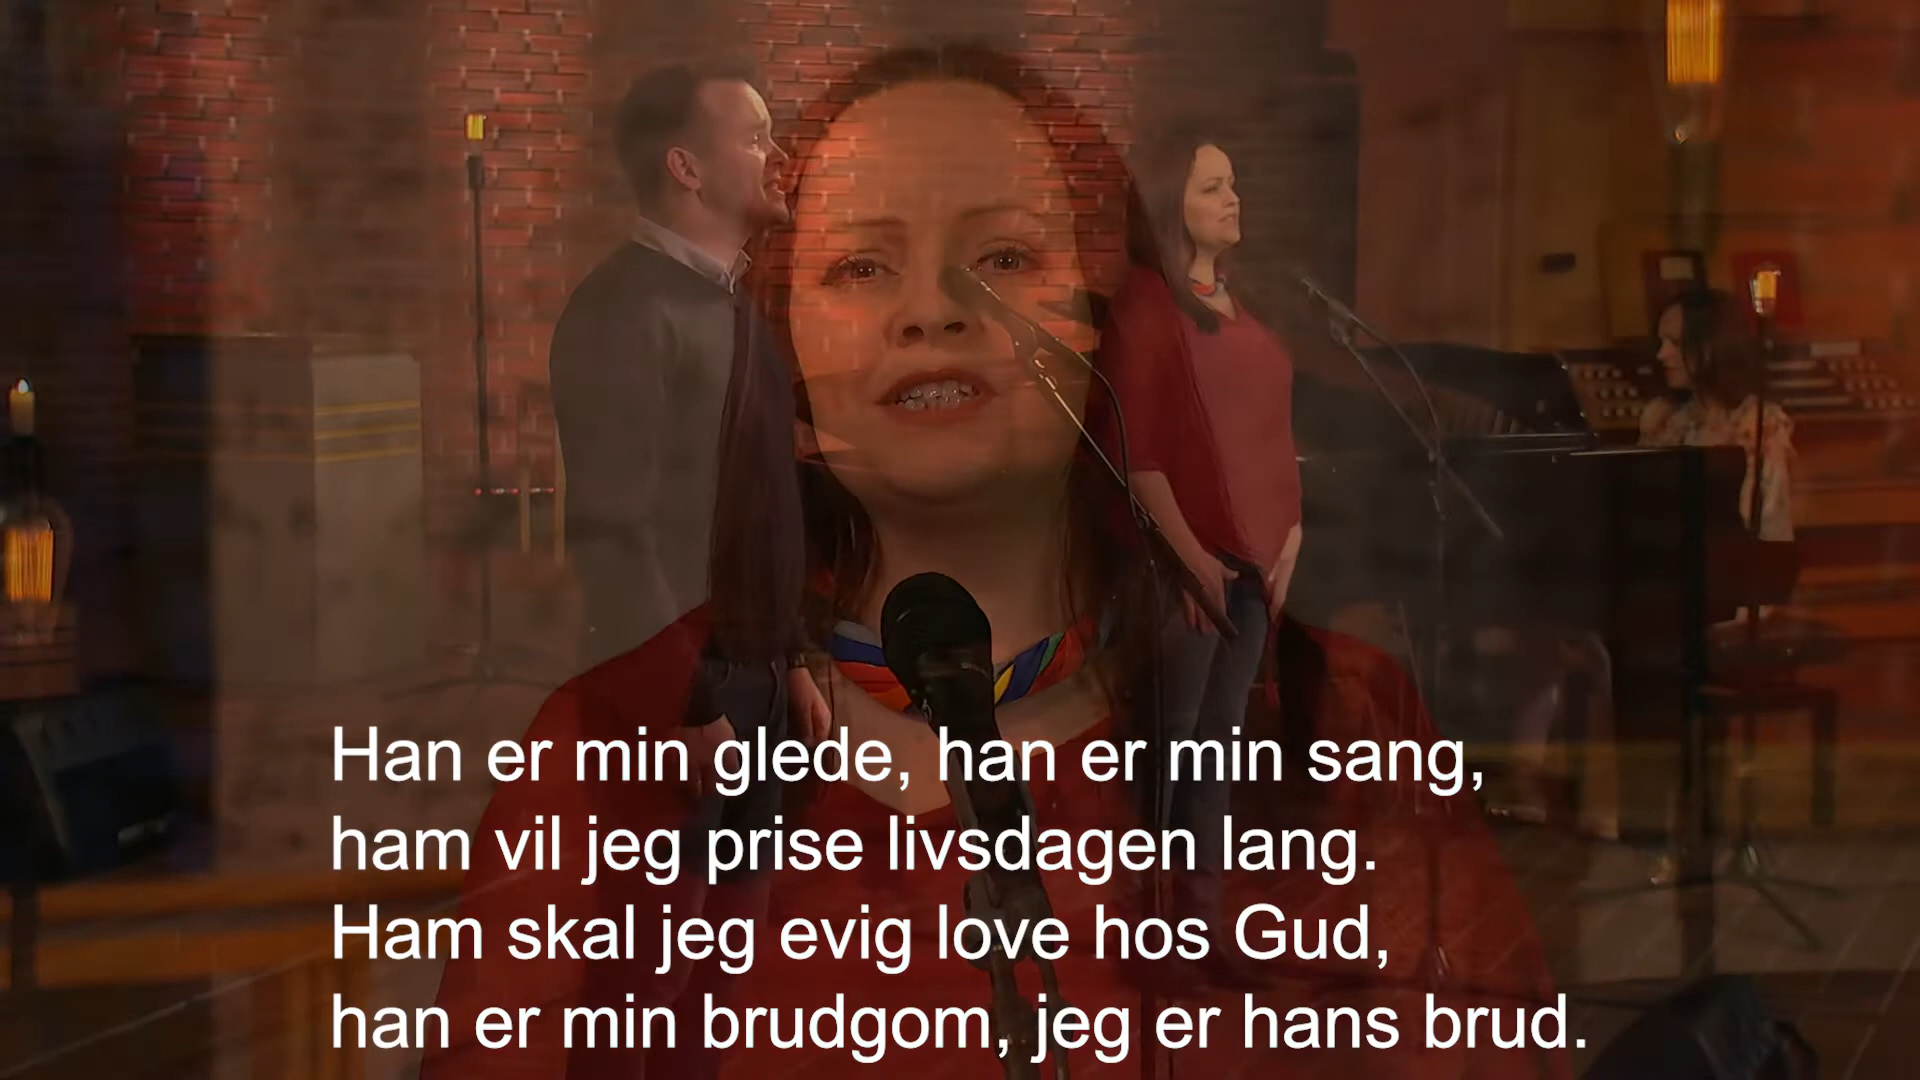 Han er min glede, han er min sang,
ham vil jeg prise livsdagen lang.
Ham skal jeg evig love hos Gud,
han er min brudgom, jeg er hans brud.